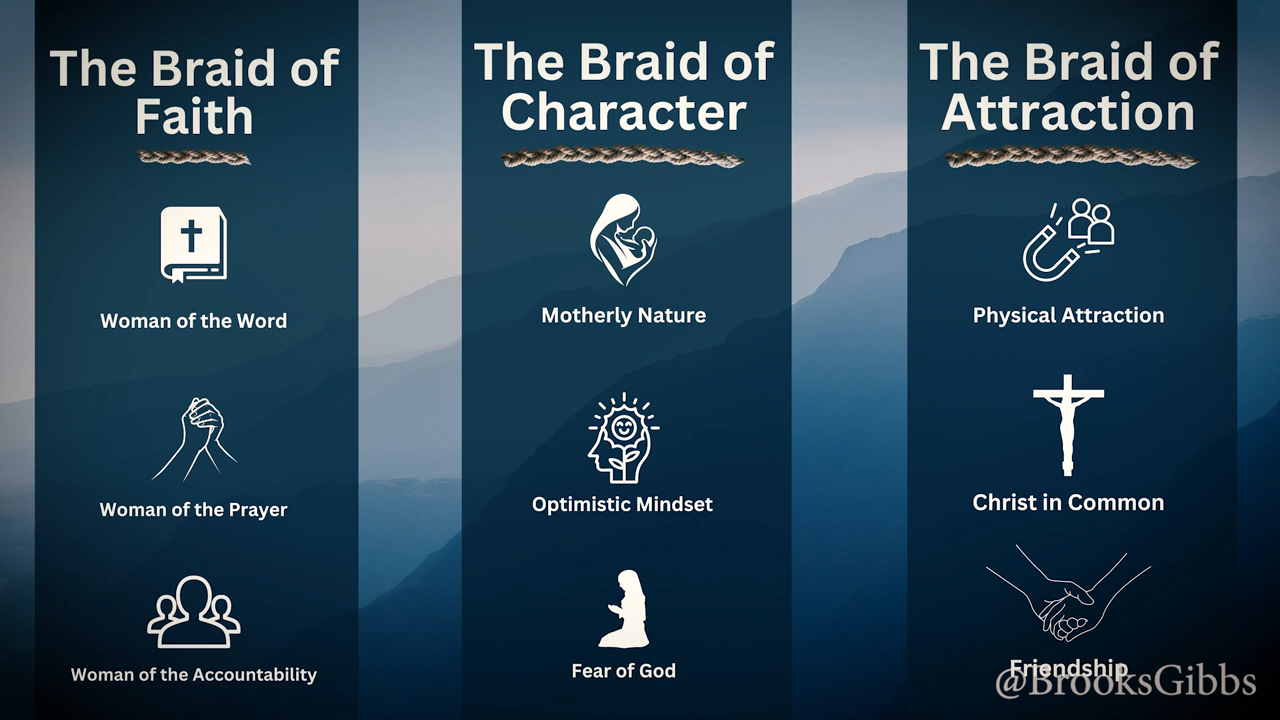 The Braid of
Faith
Woman of the Word
Woman of the Prayer
Woman of the Accountability
The Braid of
Character
Motherly Nature
Optimistic Mindset
Fear of God
The Braid of
Attraction
Physical Attraction
Christ in Common
Friendship
@BrooksGibbs